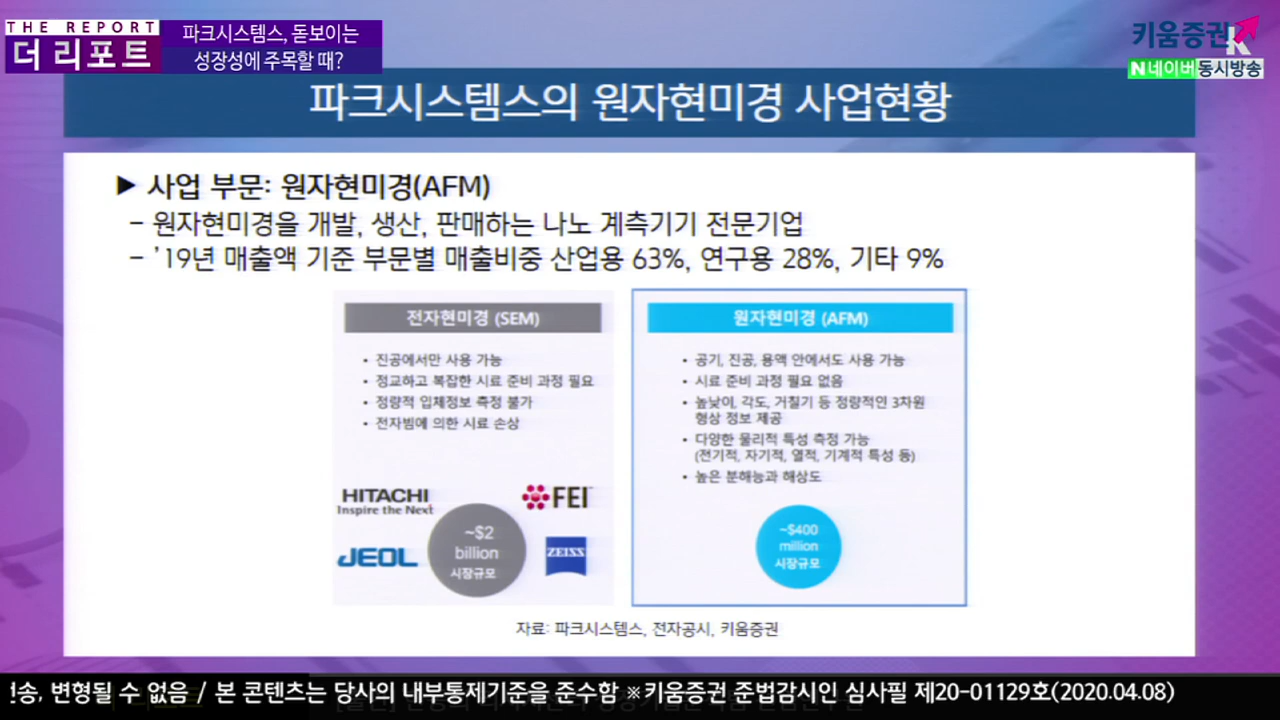 THE REPORT
더 리포트
파크시스템스, 돋보이는
성장성에 주목할 때?
키움증권
N 네이버 동시방송
파크시스템스의 원자현미경 사업현황
▶ 사업 부문: 원자현미경(AFM)
– 원자현미경을 개발, 생산, 판매하는 나노 계측기기 전문기업
– ’19년 매출액 기준 부문별 매출비중 산업용 63%, 연구용 28%, 기타 9%
전자현미경 (SEM)
• 진공에서만 사용 가능
• 정교하고 복잡한 시료 준비 과정 필요
• 정량적 입체정보 측정 불가
• 전자빔에 의한 시료 손상
HITACHI
Inspire the Next
FEI
JEOL
ZEISS
~$2
billion
시장규모
원자현미경 (AFM)
• 공기, 진공, 용액 안에서도 사용 가능
• 시료 준비 과정 필요 없음
• 높낮이, 각도, 거칠기 등 정량적인 3차원
형상 정보 제공
• 다양한 물리적 특성 측정 가능
(전기적, 자기적, 열적, 기계적 특성 등)
• 높은 분해능과 해상도
~$400
million
시장규모
자료: 파크시스템스, 전자공시, 키움증권
송, 변형될 수 없음 / 본 콘텐츠는 당사의 내부통제기준을 준수함 ※키움증권 준법감시인 심사필 제20-01129호(2020.04.08)